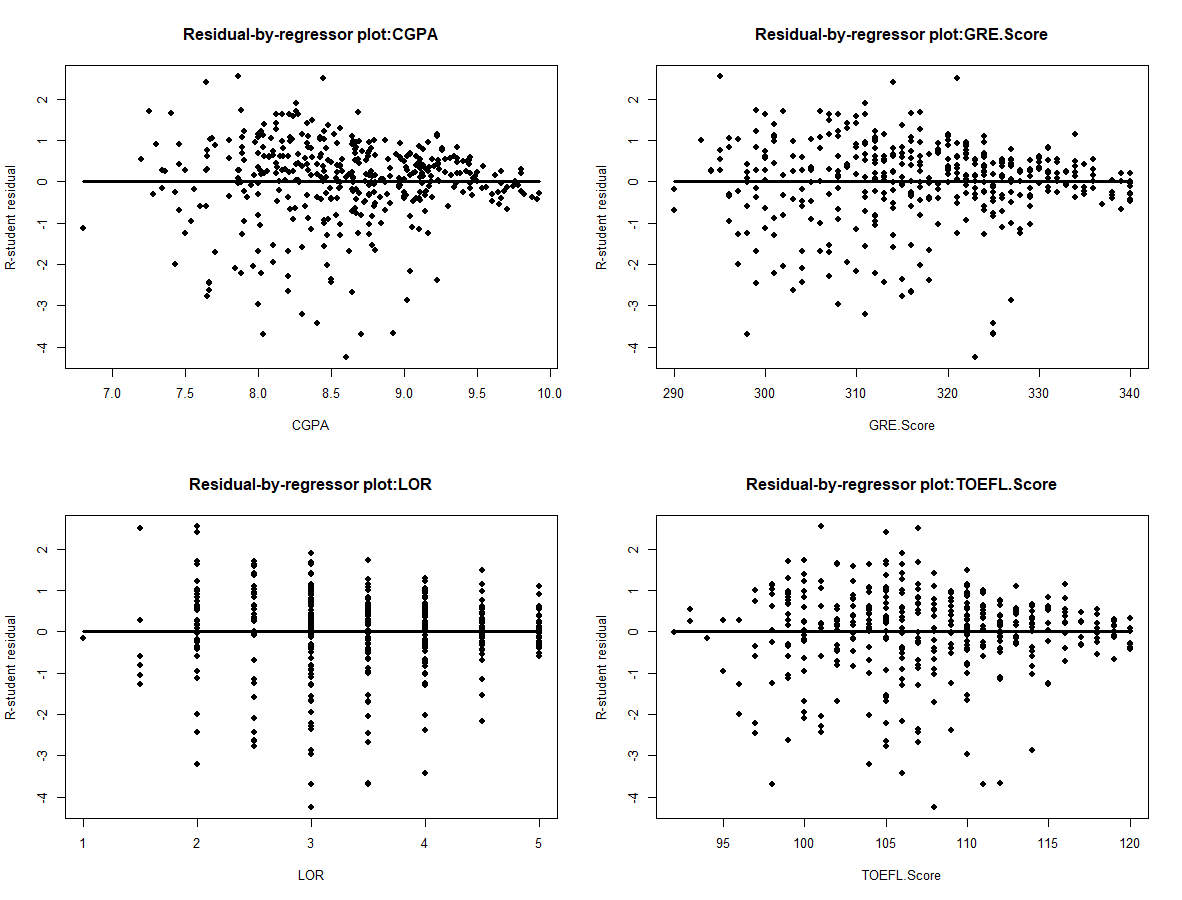 Residual-by-regressor plot:CGPA
2
1
0
-1
-2
-3
-4
R-student residual
7.0 7.5 8.0 8.5 9.0 9.5 10.0
CGPA
Residual-by-regressor plot:GRE.Score
2
1
0
-1
-2
-3
-4
R-student residual
290 300 310 320 330 340
GRE.Score
Residual-by-regressor plot:LOR
2
1
0
-1
-2
-3
-4
R-student residual
1 2 3 4 5
LOR
Residual-by-regressor plot:TOEFL.Score
2
1
0
-1
-2
-3
-4
R-student residual
95 100 105 110 115 120
TOEFL.Score